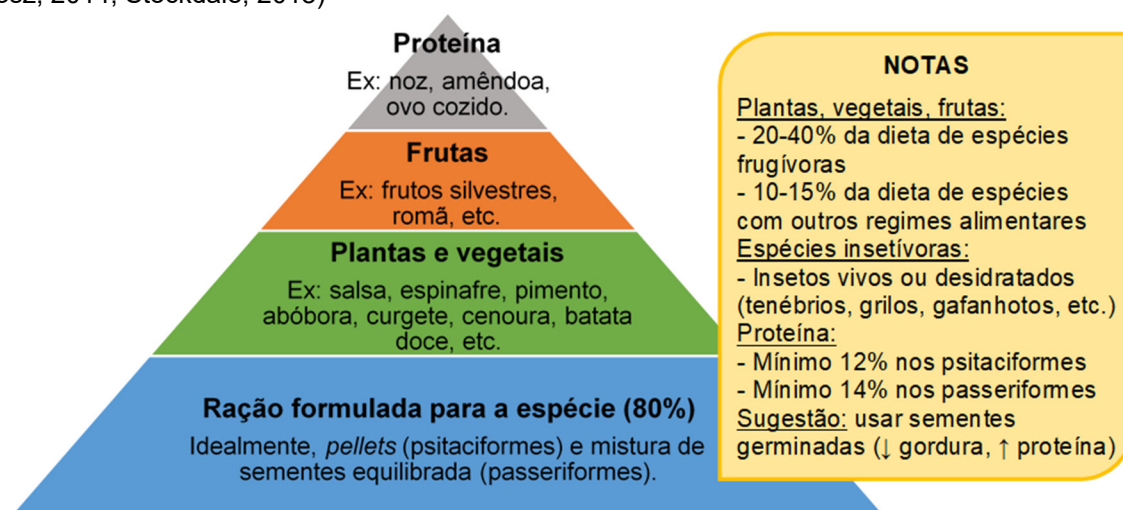 2014; Stockdale, 2018)
Proteína
Ex: noz, amêndoa,
ovo cozido.
Frutas
Ex: frutos silvestres,
romã, etc.
Plantas e vegetais
Ex: salsa, espinafre, pimento,
abóbora, curgete, cenoura, batata
doce, etc.
Ração formulada para a espécie (80%)
Idealmente, pellets (psitaciformes) e mistura de
sementes equilibrada (passeriformes).
NOTAS
Plantas, vegetais, frutas:
- 20-40% da dieta de espécies
frugívoras
- 10-15% da dieta de espécies
com outros regimes alimentares
Espécies insetívoras:
- Insetos vivos ou desidratados
(tenébrios, grilos, gafanhotos, etc.)
Proteína:
- Mínimo 12% nos psitaciformes
- Mínimo 14% nos passeriformes
Sugestão: usar sementes
germinadas (↓ gordura, ↑ proteína)